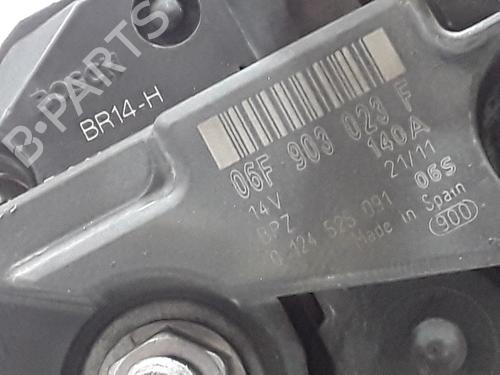 B-PARTS
BR14-H
06F 903 023 F
14V 140A
BPZ 21/11
0 124 525 091 06S
Made in Spain
900